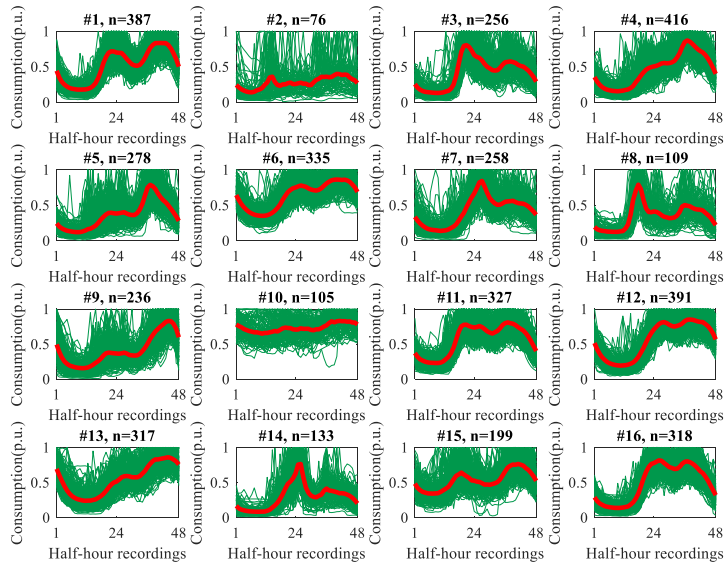 #1, n=387
#2, n=76
#3, n=256
#4, n=416
Consumption(p.u.)
1
0.5
0
1
24
48
Half-hour recordings
Consumption(p.u.)
1
0.5
0
1
24
48
Half-hour recordings
Consumption(p.u.)
1
0.5
0
1
24
48
Half-hour recordings
Consumption(p.u.)
1
0.5
0
1
24
48
Half-hour recordings
#5, n=278
#6, n=335
#7, n=258
#8, n=109
Consumption(p.u.)
1
0.5
0
1
24
48
Half-hour recordings
Consumption(p.u.)
1
0.5
0
1
24
48
Half-hour recordings
Consumption(p.u.)
1
0.5
0
1
24
48
Half-hour recordings
Consumption(p.u.)
1
0.5
0
1
24
48
Half-hour recordings
#9, n=236
#10, n=105
#11, n=327
#12, n=391
Consumption(p.u.)
1
0.5
0
1
24
48
Half-hour recordings
Consumption(p.u.)
1
0.5
0
1
24
48
Half-hour recordings
Consumption(p.u.)
1
0.5
0
1
24
48
Half-hour recordings
Consumption(p.u.)
1
0.5
0
1
24
48
Half-hour recordings
#13, n=317
#14, n=133
#15, n=199
#16, n=318
Consumption(p.u.)
1
0.5
0
1
24
48
Half-hour recordings
Consumption(p.u.)
1
0.5
0
1
24
48
Half-hour recordings
Consumption(p.u.)
1
0.5
0
1
24
48
Half-hour recordings
Consumption(p.u.)
1
0.5
0
1
24
48
Half-hour recordings